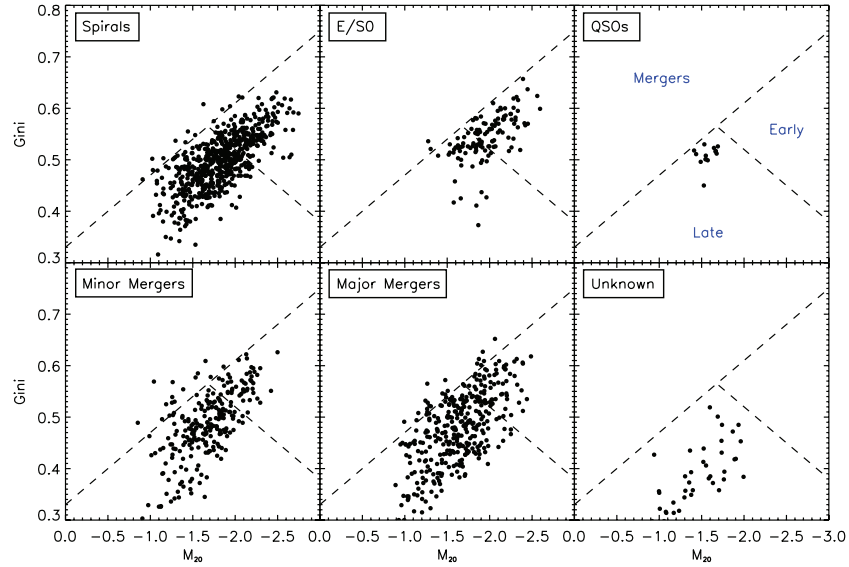 Spirals
E/S0
QSOs
Mergers
Early
Late
Gini
0.8
0.7
0.6
0.5
0.4
0.3
Minor Mergers
Major Mergers
Unknown
Gini
0.7
0.6
0.5
0.4
0.3
0.0 -0.5 -1.0 -1.5 -2.0 -2.5 0.0 -0.5 -1.0 -1.5 -2.0 -2.5 0.0 -0.5 -1.0 -1.5 -2.0 -2.5 -3.0
M20 M20 M20